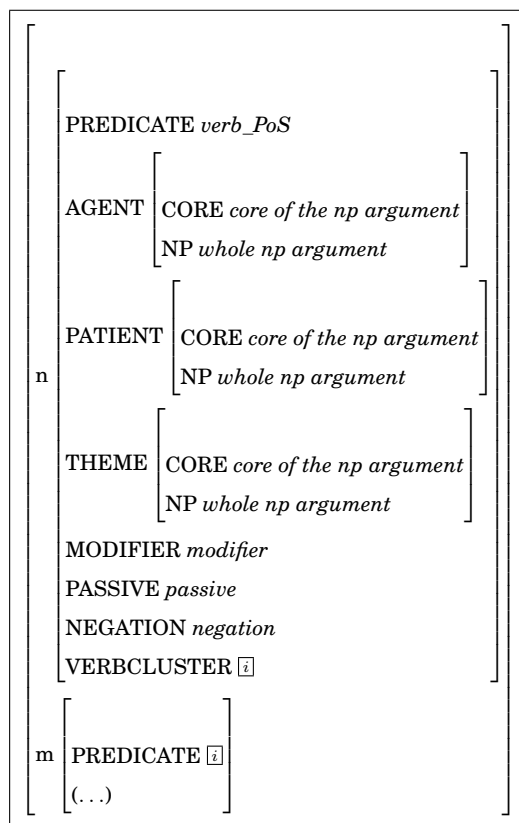 PREDICATE verb_PoS
AGENT
CORE core of the np argument
NP whole np argument
PATIENT
CORE core of the np argument
NP whole np argument
n
THEME
CORE core of the np argument
NP whole np argument
MODIFIER modifier
PASSIVE passive
NEGATION negation
VERBCLUSTER i
m
PREDICATE i
(...)